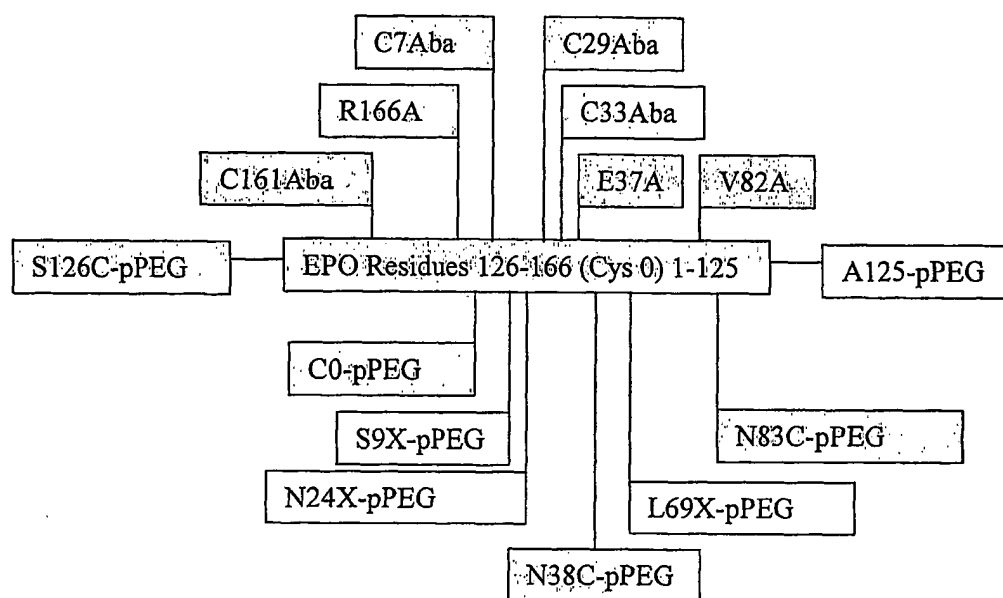 C7Aba
C29Aba
R166A
C33Aba
C161Aba
E37A
V82A
S126C-pPEG
EPO Residues 126-166 (Cys 0) 1-125
A125-pPEG
C0-pPEG
S9X-pPEG
N83C-pPEG
N24X-pPEG
L69X-pPEG
N38C-pPEG